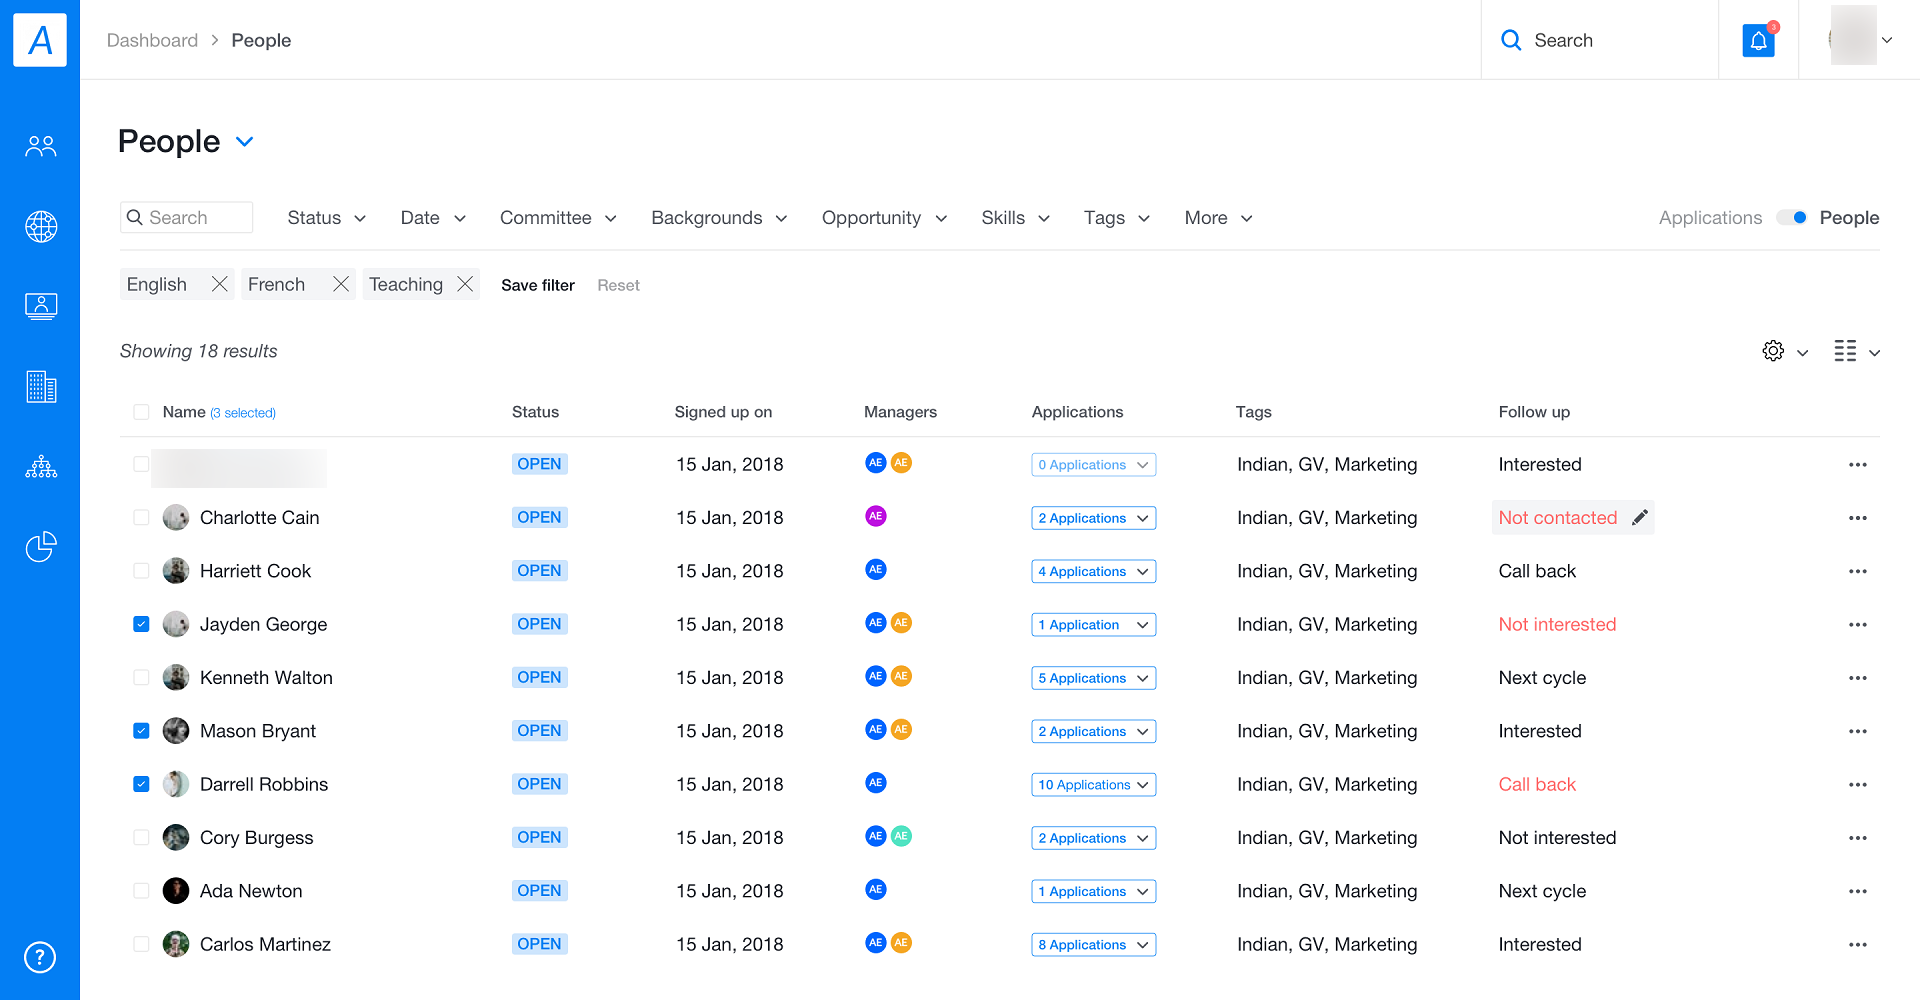 A
Dashboard > People
Search
3
People
Search Status Date Committee Backgrounds Opportunity Skills Tags More
Applications People
English French Teaching Save filter Reset
Showing 18 results
Name (3 selected) Status Signed up on Managers Applications Tags Follow up
OPEN 15 Jan, 2018 AE AE 0 Applications Indian, GV, Marketing Interested
Charlotte Cain OPEN 15 Jan, 2018 AE 2 Applications Indian, GV, Marketing Not contacted
Harriett Cook OPEN 15 Jan, 2018 AE 4 Applications Indian, GV, Marketing Call back
Jayden George OPEN 15 Jan, 2018 AE AE 1 Application Indian, GV, Marketing Not interested
Kenneth Walton OPEN 15 Jan, 2018 AE AE 5 Applications Indian, GV, Marketing Next cycle
Mason Bryant OPEN 15 Jan, 2018 AE AE 2 Applications Indian, GV, Marketing Interested
Darrell Robbins OPEN 15 Jan, 2018 AE 10 Applications Indian, GV, Marketing Call back
Cory Burgess OPEN 15 Jan, 2018 AE AE 2 Applications Indian, GV, Marketing Not interested
Ada Newton OPEN 15 Jan, 2018 AE 1 Applications Indian, GV, Marketing Next cycle
Carlos Martinez OPEN 15 Jan, 2018 AE AE 8 Applications Indian, GV, Marketing Interested
?